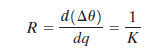 R = d(Δθ)/dq = 1/K